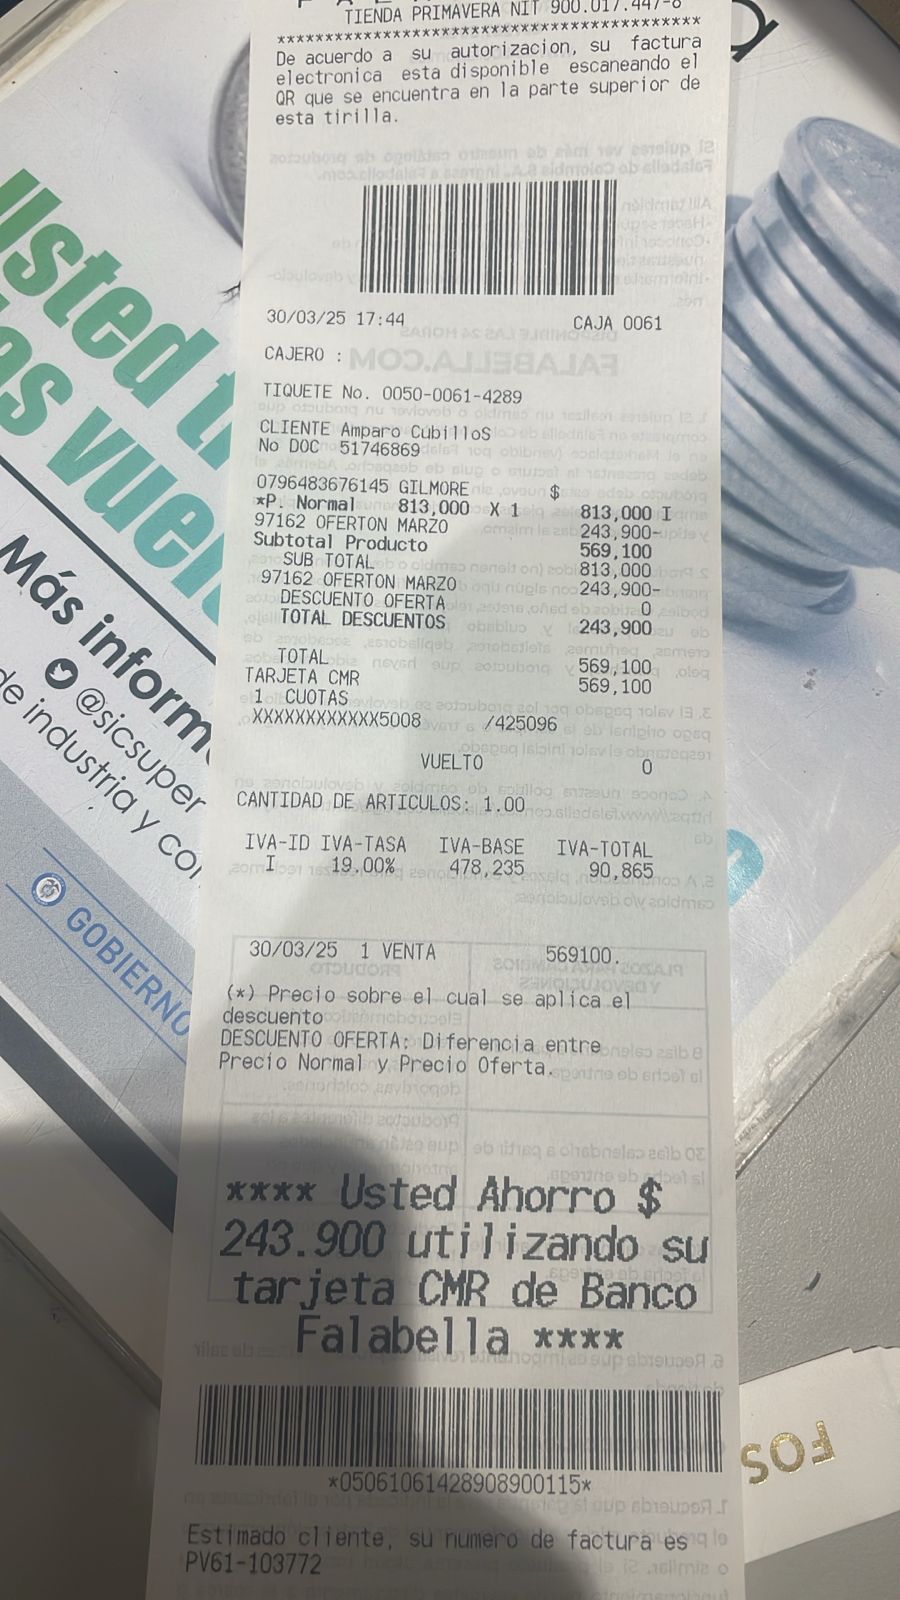 TIENDA PRIMAVERA NIT 900.017.447-8
****************************************
De acuerdo a su autorizacion, su factura
electronica esta disponible escaneando el
QR que se encuentra en la parte superior de
esta tirilla.
30/03/25 17:44 CAJA 0061
CAJERO :
TIQUETE No. 0050-0061-4289
CLIENTE Amparo CubilloS
No DOC 51746869
0796483676145 GILMORE $
*P. Normal 813,000 X 1 813,000 I
97162 OFERTON MARZO 243,900-
Subtotal Producto 569,100
SUB TOTAL 813,000
97162 OFERTON MARZO 243,900-
DESCUENTO OFERTA 0
TOTAL DESCUENTOS 243,900
TOTAL 569,100
TARJETA CMR 569,100
1 CUOTAS
XXXXXXXXXXXX5008 /425096
VUELTO 0
CANTIDAD DE ARTICULOS: 1.00
IVA-ID IVA-TASA IVA-BASE IVA-TOTAL
I 19.00% 478,235 90,865
30/03/25 1 VENTA 569100.
(*) Precio sobre el cual se aplica el
descuento
DESCUENTO OFERTA: Diferencia entre
Precio Normal y Precio Oferta.
**** Usted Ahorro $
243.900 utilizando su
tarjeta CMR de Banco
Falabella ****
*05061061428908900115*
Estimado cliente, su numero de factura es
PV61-103772
Usted
vuel
Más inform
@sicsuper
de industria y co
GOBIERNO
FOS